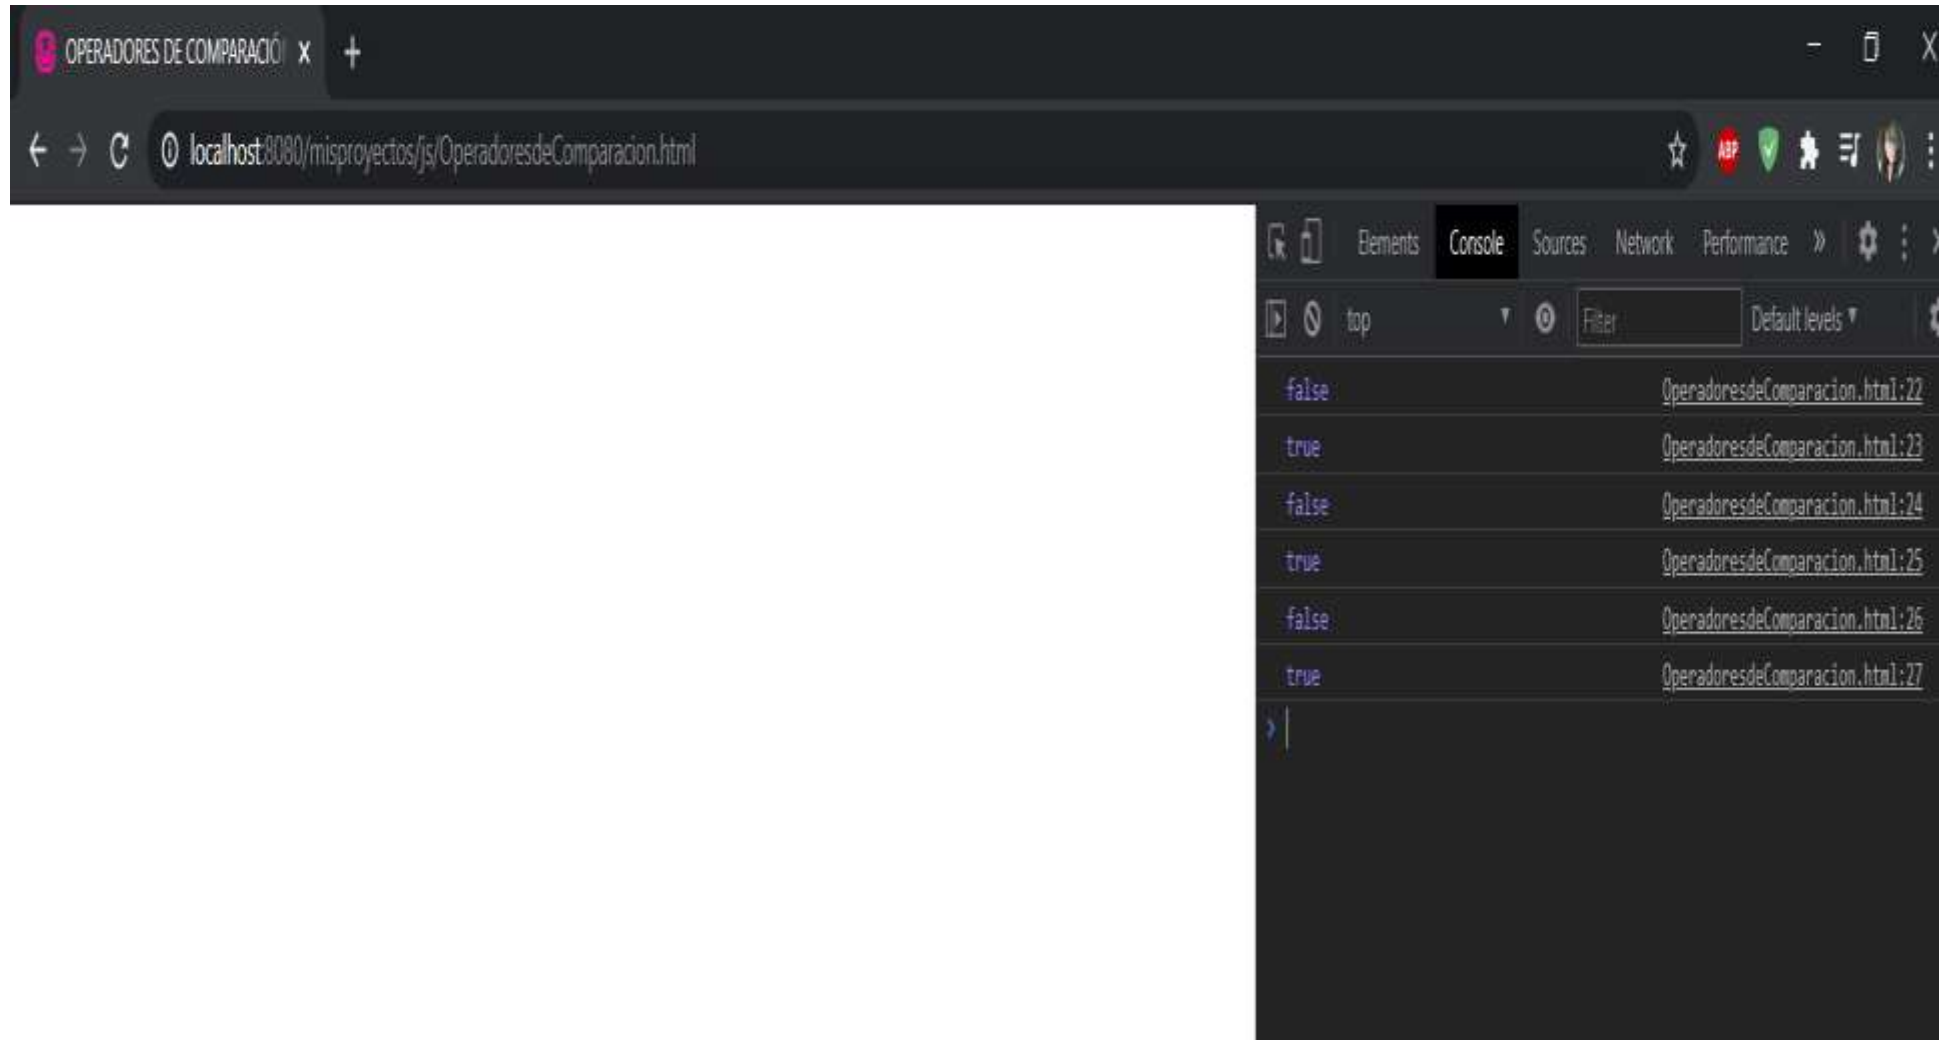 OPERADORES DE COMPARACIÓ
localhost:8080/misproyectos/js/OperadoresdeComparacion.html
ABP
Elements Console Sources Network Performance
top Filter Default levels
false OperadoresdeComparacion.html:22
true OperadoresdeComparacion.html:23
false OperadoresdeComparacion.html:24
true OperadoresdeComparacion.html:25
false OperadoresdeComparacion.html:26
true OperadoresdeComparacion.html:27